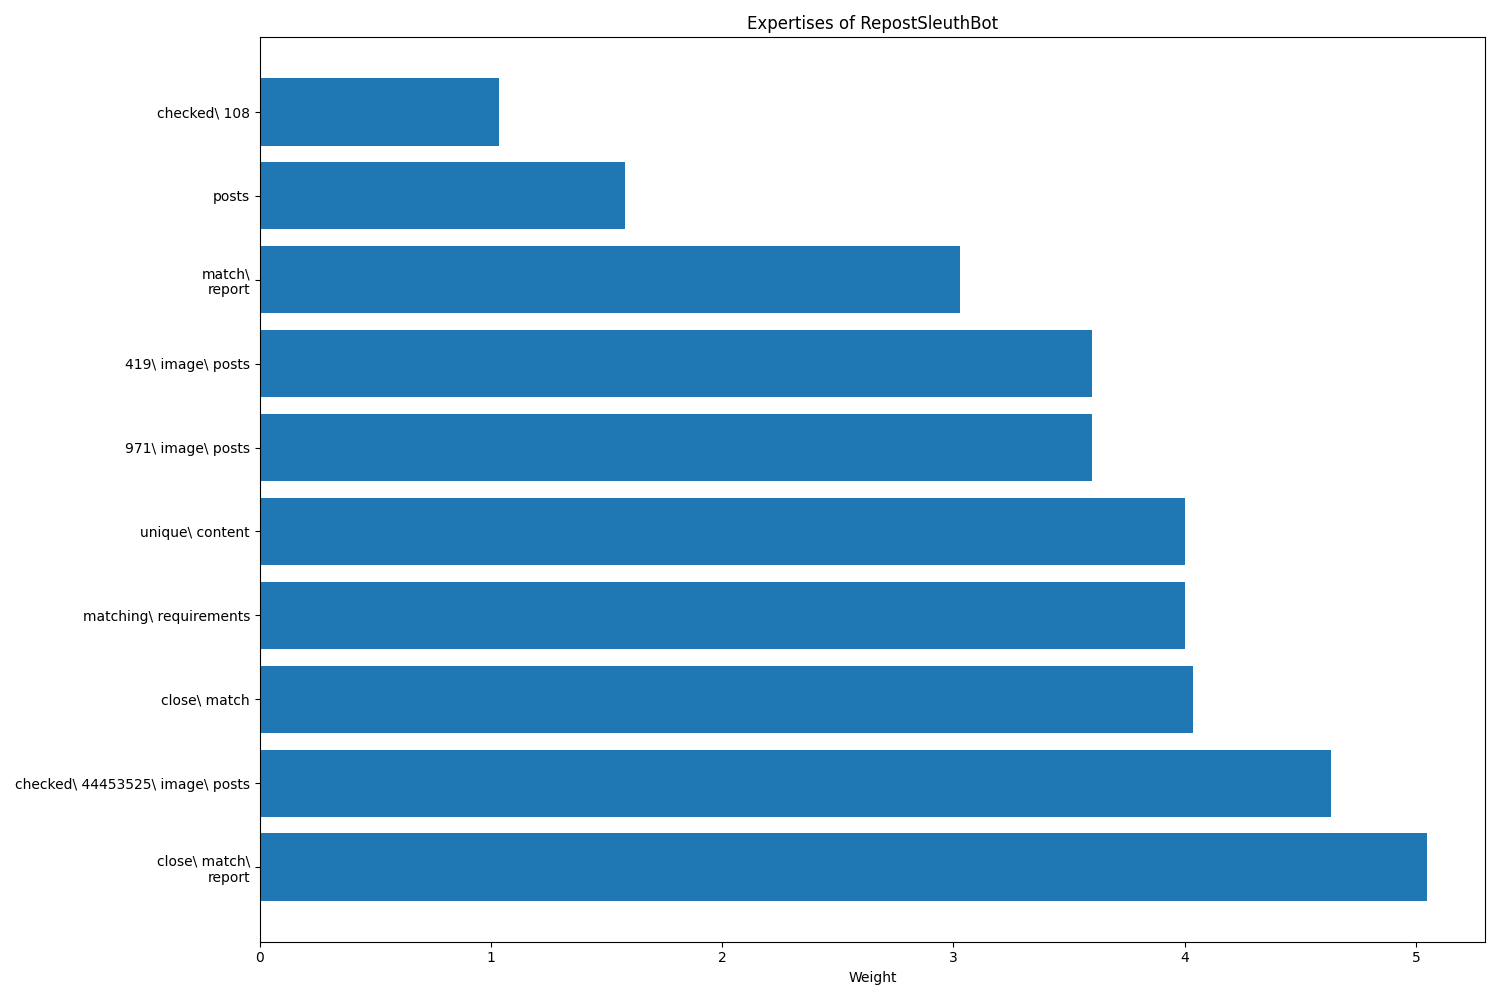 Expertises of RepostSleuthBot
checked\ 108
posts
match\
report
419\ image\ posts
971\ image\ posts
unique\ content
matching\ requirements
close\ match
checked\ 44453525\ image\ posts
close\ match\
report
0 1 2 3 4 5
Weight